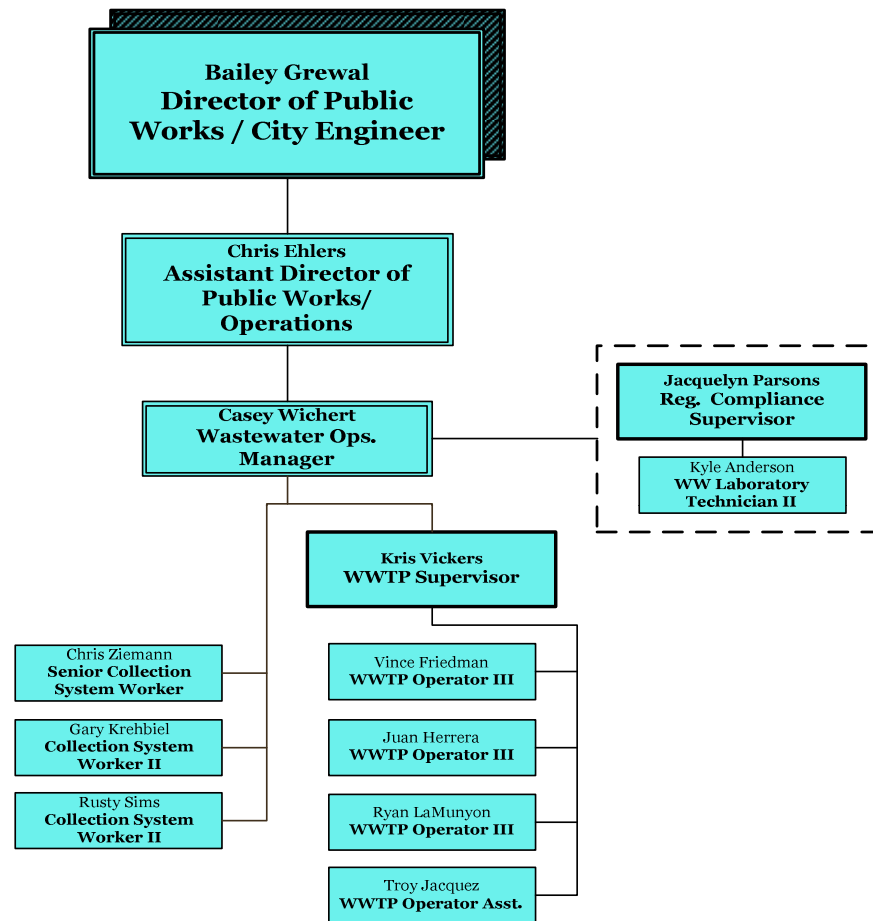 Bailey Grewal
Director of Public
Works / City Engineer
Chris Ehlers
Assistant Director of
Public Works/
Operations
Casey Wichert
Wastewater Ops.
Manager
Jacquelyn Parsons
Reg. Compliance
Supervisor
Kyle Anderson
WW Laboratory
Technician II
Kris Vickers
WWTP Supervisor
Chris Ziemann
Senior Collection
System Worker
Gary Krehbiel
Collection System
Worker II
Rusty Sims
Collection System
Worker II
Vince Friedman
WWTP Operator III
Juan Herrera
WWTP Operator III
Ryan LaMunyon
WWTP Operator III
Troy Jacquez
WWTP Operator Asst.